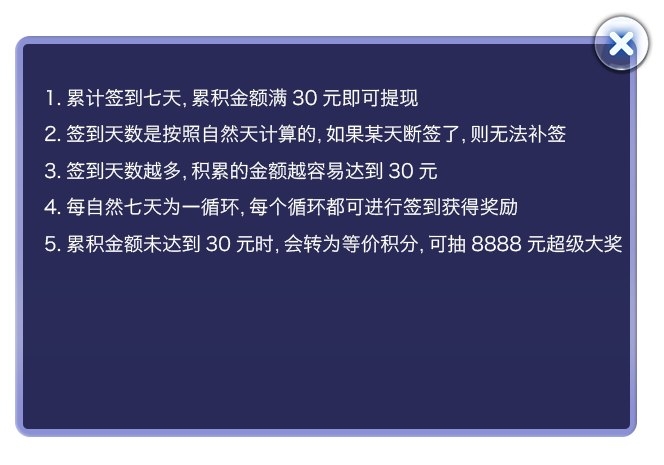 1. 累计签到七天, 累积金额满 30 元即可提现
2. 签到天数是按照自然天计算的, 如果某天断签了, 则无法补签
3. 签到天数越多, 积累的金额越容易达到 30 元
4. 每自然七天为一循环, 每个循环都可进行签到获得奖励
5. 累积金额未达到 30 元时, 会转为等价积分, 可抽 8888 元超级大奖